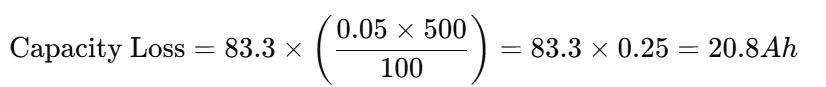 Capacity Loss = 83.3 × (0.05 × 500 / 100) = 83.3 × 0.25 = 20.8Ah